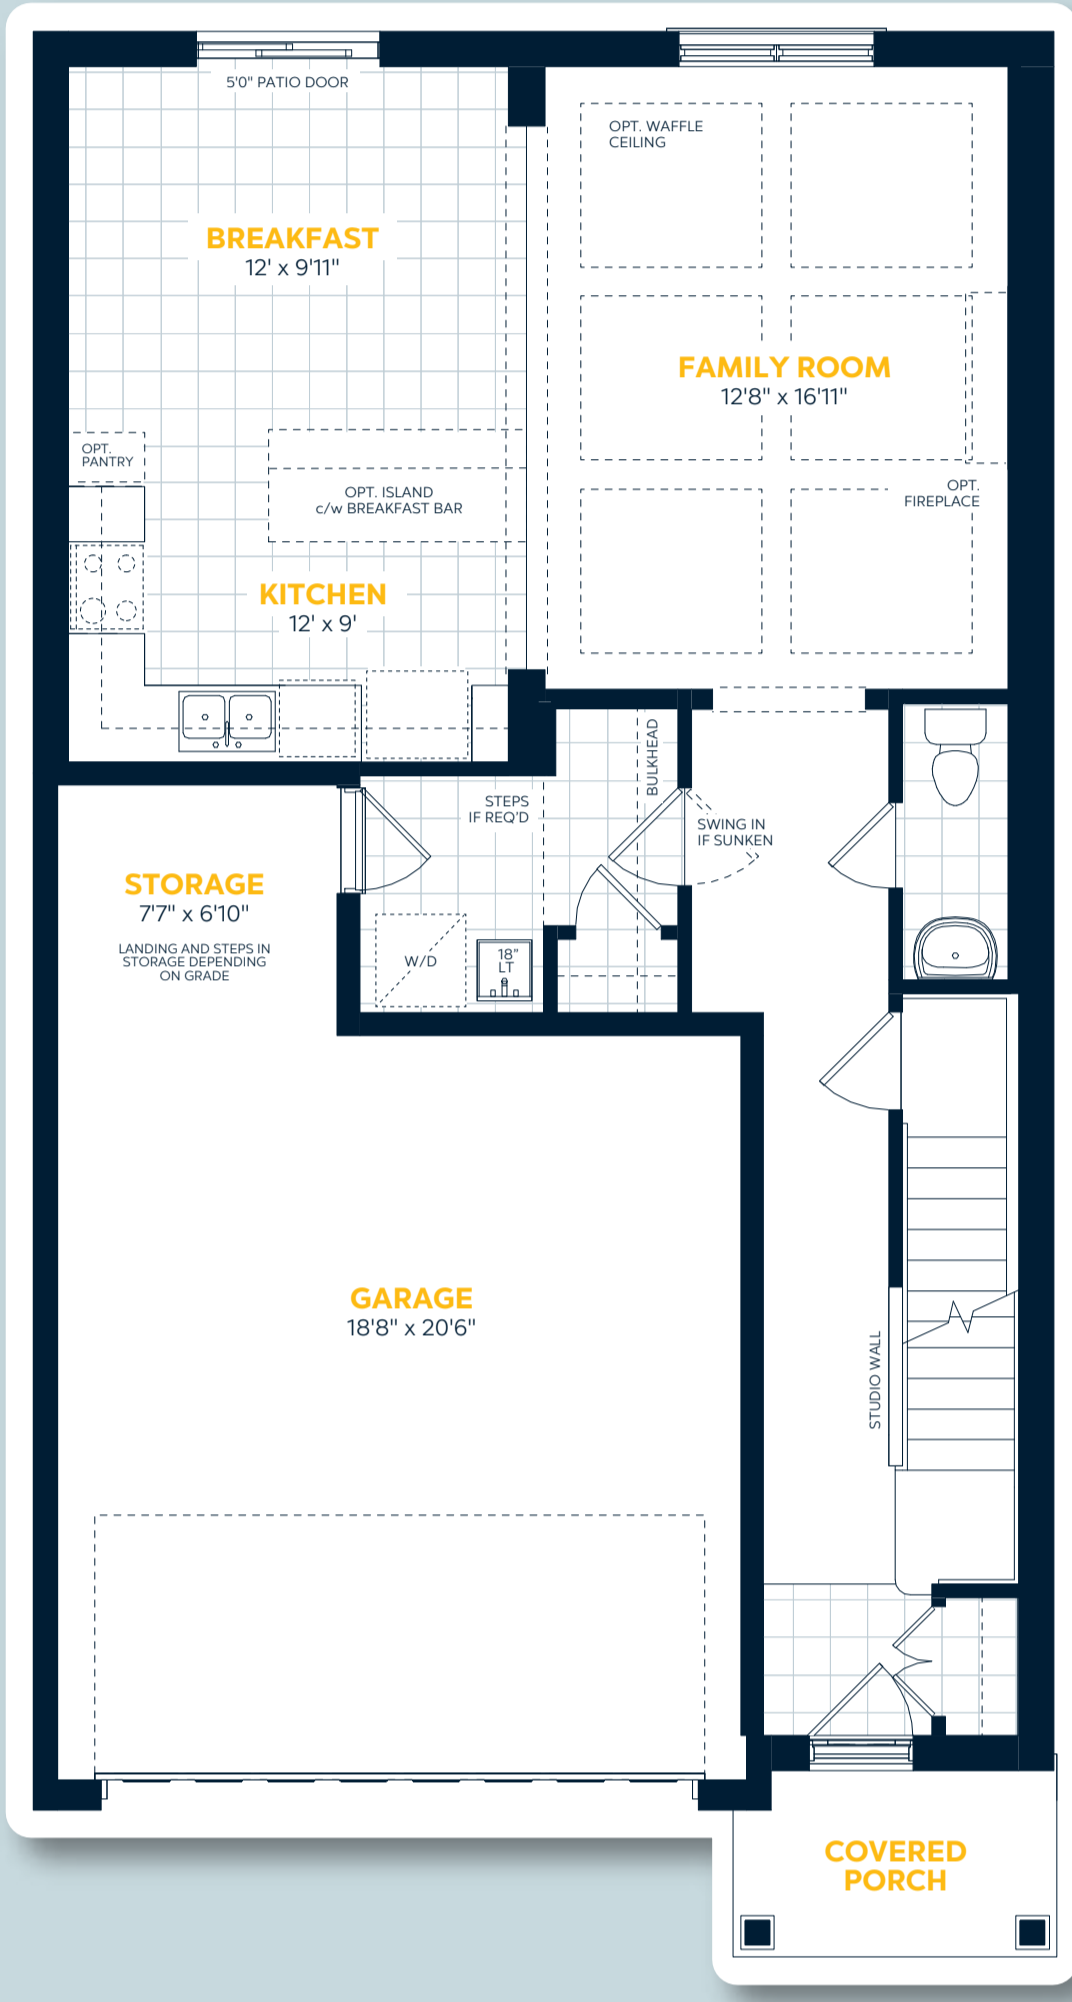 5'0" PATIO DOOR
OPT. WAFFLE
CEILING
BREAKFAST
12' x 9'11"
FAMILY ROOM
12'8" x 16'11"
OPT.
PANTRY
OPT. ISLAND
c/w BREAKFAST BAR
OPT.
FIREPLACE
KITCHEN
12' x 9'
BULKHEAD
STEPS
IF REQ'D
SWING IN
IF SUNKEN
STORAGE
7'7" x 6'10"
LANDING AND STEPS IN
STORAGE DEPENDING
ON GRADE
W/D
18"
LT
GARAGE
18'8" x 20'6"
STUDIO WALL
COVERED
PORCH